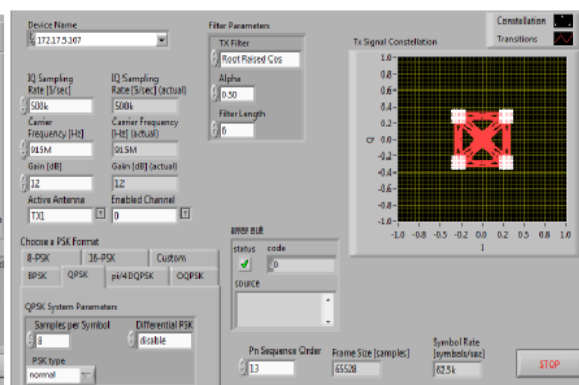 Device Name
172.17.5.107
IQ Sampling
Rate [S/sec]
500k
IQ Sampling
Rate [S/sec] (actual)
500k
Carrier
Frequency [Hz]
915M
Carrier Frequency
[Hz] (actual)
915M
Gain [dB]
12
Gain [dB] (actual)
12
Active Antenna
TX1
Enabled Channel
0
Filter Parameters
TX Filter
Root Raised Cos
Alpha
0.50
Filter Length
6
Constellation
Transitions
Tx Signal Constellation
1.0
0.8
0.6
0.4
0.2
0.0
-0.2
-0.4
-0.6
-0.8
-1.0
Q
-1.0 -0.8 -0.5 -0.2 0.0 0.2 0.5 0.8 1.0
I
Choose a PSK Format
8-PSK 16-PSK Custom
BPSK QPSK pi/4DQPSK OQPSK
QPSK System Parameters
Samples per Symbol
8
Differential PSK
disable
PSK type
normal
error out
status code
0
source
Pn Sequence Order
13
Frame Size [samples]
65528
Symbol Rate
[symbols/sec]
62.5k
STOP